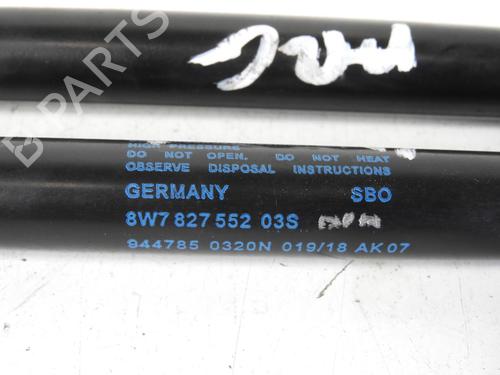 HIGH PRESSURE
DO NOT OPEN. DO NOT HEAT
OBSERVE DISPOSAL INSTRUCTIONS
GERMANY SBO
8W7 827 552 03S
944785 0320N 019/18 AK07
B-PARTS